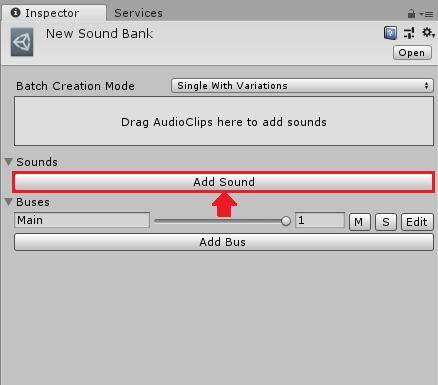 Inspector Services
New Sound Bank
Open
Batch Creation Mode Single With Variations
Drag AudioClips here to add sounds
Sounds
Add Sound
Buses
Main 1 M S Edit
Add Bus